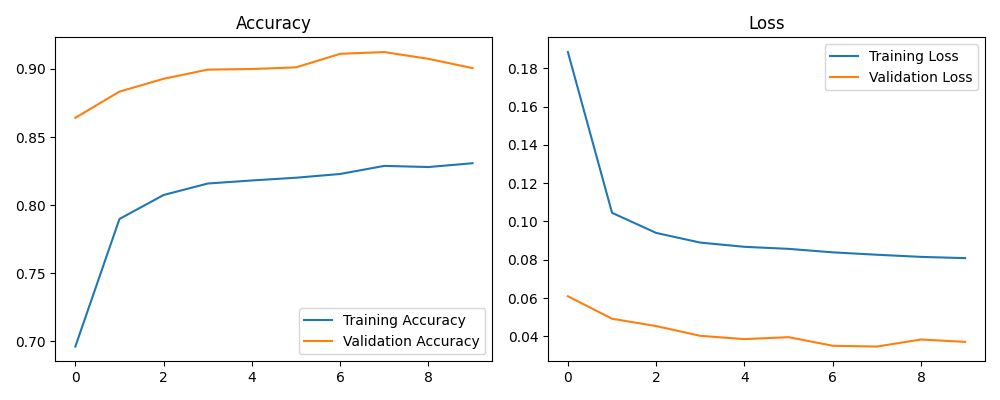 Accuracy
0.90
0.85
0.80
0.75
0.70
0 2 4 6 8
Training Accuracy
Validation Accuracy
Loss
0.18
0.16
0.14
0.12
0.10
0.08
0.06
0.04
0 2 4 6 8
Training Loss
Validation Loss